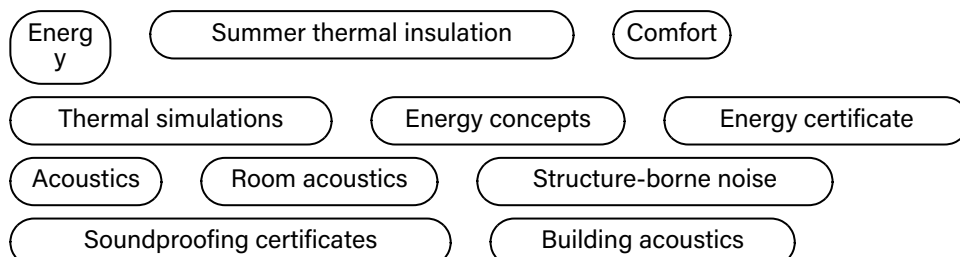 Energ
y
Summer thermal insulation
Comfort
Thermal simulations
Energy concepts
Energy certificate
Acoustics
Room acoustics
Structure-borne noise
Soundproofing certificates
Building acoustics